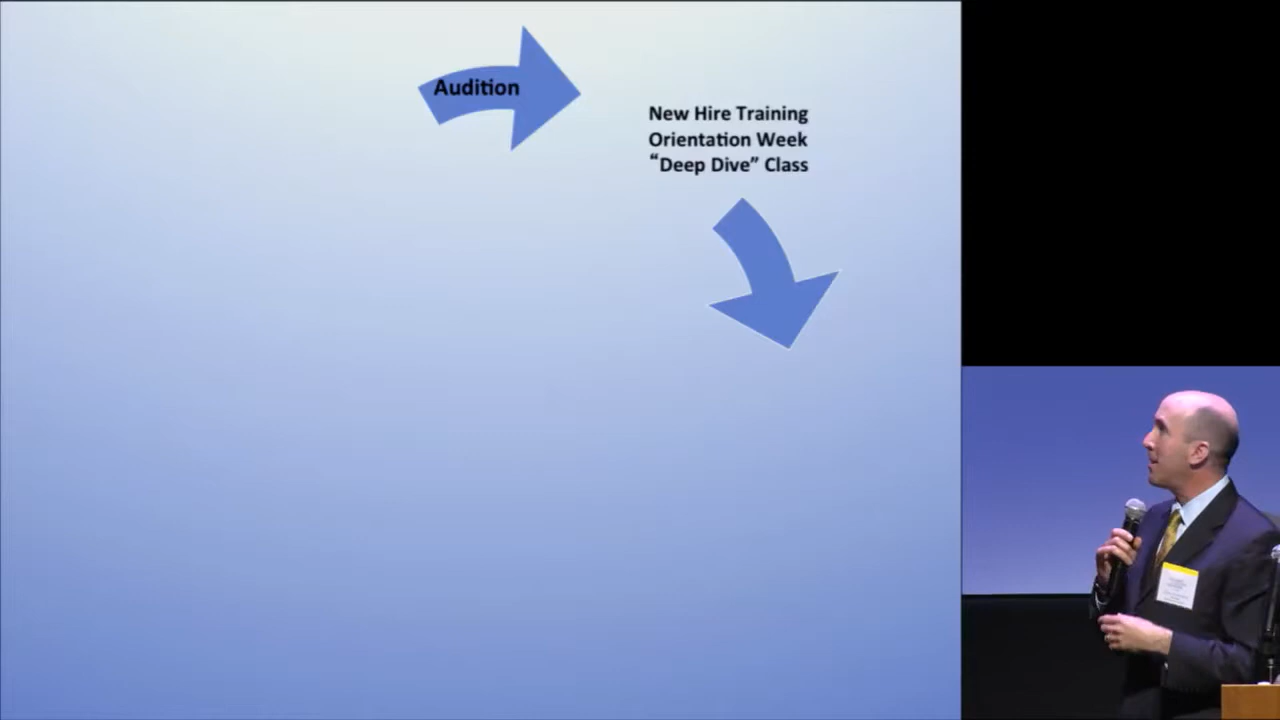 Audition
New Hire Training
Orientation Week
“Deep Dive” Class